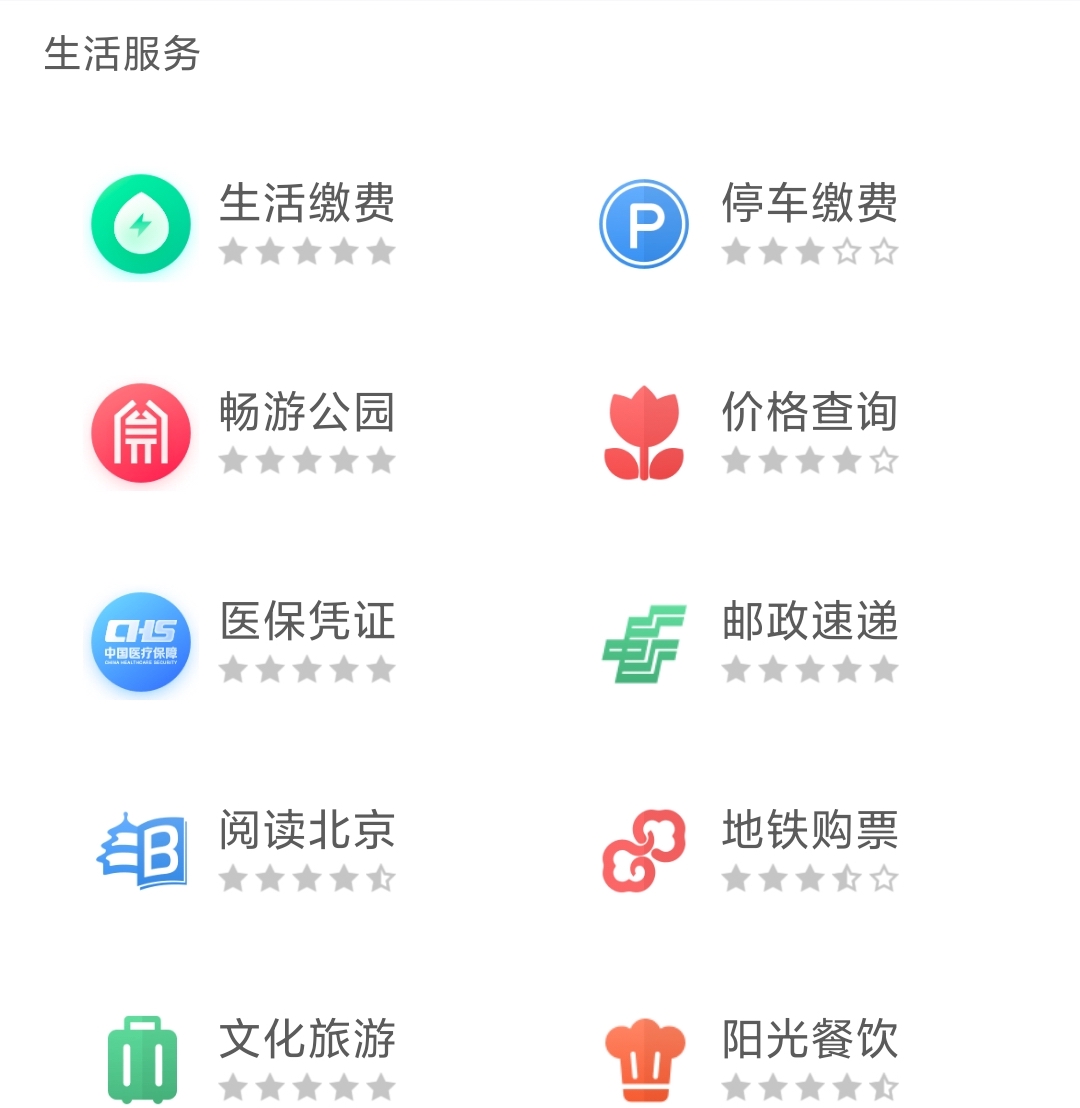 生活服务
生活缴费
停车缴费
P
畅游公园
价格查询
医保凭证
CHS
中国医疗保障
CHINA HEALTHCARE SECURITY
邮政速递
阅读北京
B
地铁购票
文化旅游
阳光餐饮